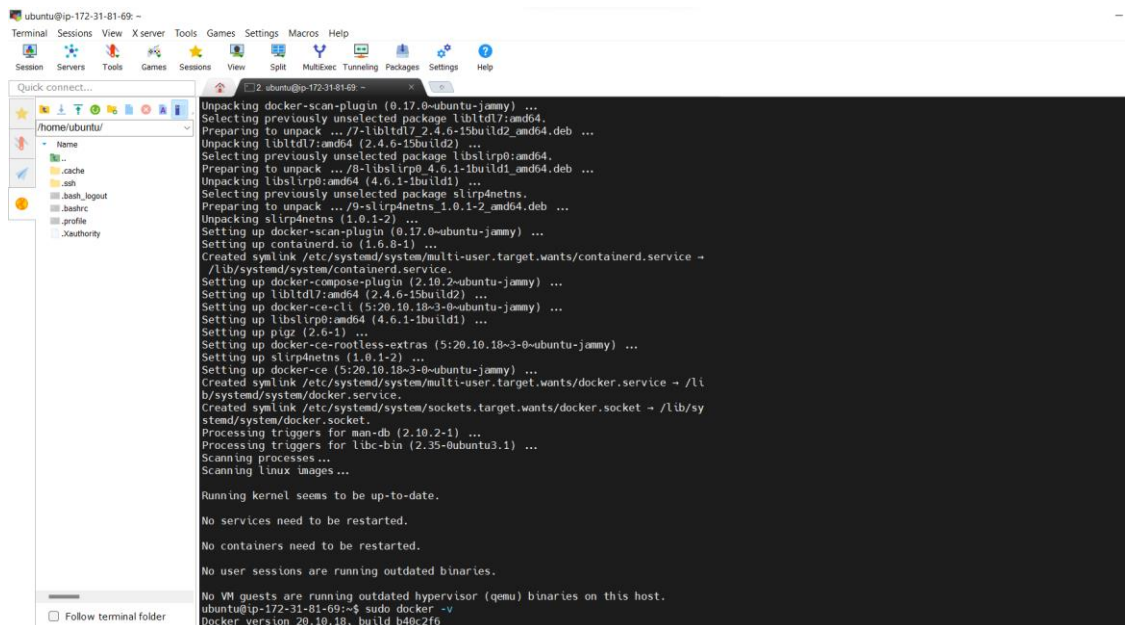 ubuntu@ip-172-31-81-69: ~
Terminal Sessions View X server Tools Games Settings Macros Help
Session Servers Tools Games Sessions View Split MultiExec Tunneling Packages Settings Help
Quick connect...
2. ubuntu@ip-172-31-81-69: ~
/home/ubuntu/
Name
..
.cache
.ssh
.bash_logout
.bashrc
.profile
.Xauthority
Follow terminal folder
Unpacking docker-scan-plugin (0.17.0~ubuntu-jammy) ...
Selecting previously unselected package libltdl7:amd64.
Preparing to unpack .../7-libltdl7_2.4.6-15build2_amd64.deb ...
Unpacking libltdl7:amd64 (2.4.6-15build2) ...
Selecting previously unselected package libslirp0:amd64.
Preparing to unpack .../8-libslirp0_4.6.1-1build1_amd64.deb ...
Unpacking libslirp0:amd64 (4.6.1-1build1) ...
Selecting previously unselected package slirp4netns.
Preparing to unpack .../9-slirp4netns_1.0.1-2_amd64.deb ...
Unpacking slirp4netns (1.0.1-2) ...
Setting up docker-scan-plugin (0.17.0~ubuntu-jammy) ...
Setting up containerd.io (1.6.8-1) ...
Created symlink /etc/systemd/system/multi-user.target.wants/containerd.service →
/lib/systemd/system/containerd.service.
Setting up docker-compose-plugin (2.10.2~ubuntu-jammy) ...
Setting up libltdl7:amd64 (2.4.6-15build2) ...
Setting up docker-ce-cli (5:20.10.18~3-0~ubuntu-jammy) ...
Setting up libslirp0:amd64 (4.6.1-1build1) ...
Setting up pigz (2.6-1) ...
Setting up docker-ce-rootless-extras (5:20.10.18~3-0~ubuntu-jammy) ...
Setting up slirp4netns (1.0.1-2) ...
Setting up docker-ce (5:20.10.18~3-0~ubuntu-jammy) ...
Created symlink /etc/systemd/system/multi-user.target.wants/docker.service → /li
b/systemd/system/docker.service.
Created symlink /etc/systemd/system/sockets.target.wants/docker.socket → /lib/sy
stemd/system/docker.socket.
Processing triggers for man-db (2.10.2-1) ...
Processing triggers for libc-bin (2.35-0ubuntu3.1) ...
Scanning processes...
Scanning linux images...
Running kernel seems to be up-to-date.
No services need to be restarted.
No containers need to be restarted.
No user sessions are running outdated binaries.
No VM guests are running outdated hypervisor (qemu) binaries on this host.
ubuntu@ip-172-31-81-69:~$ sudo docker -v
Docker version 20.10.18, build b40c2f6